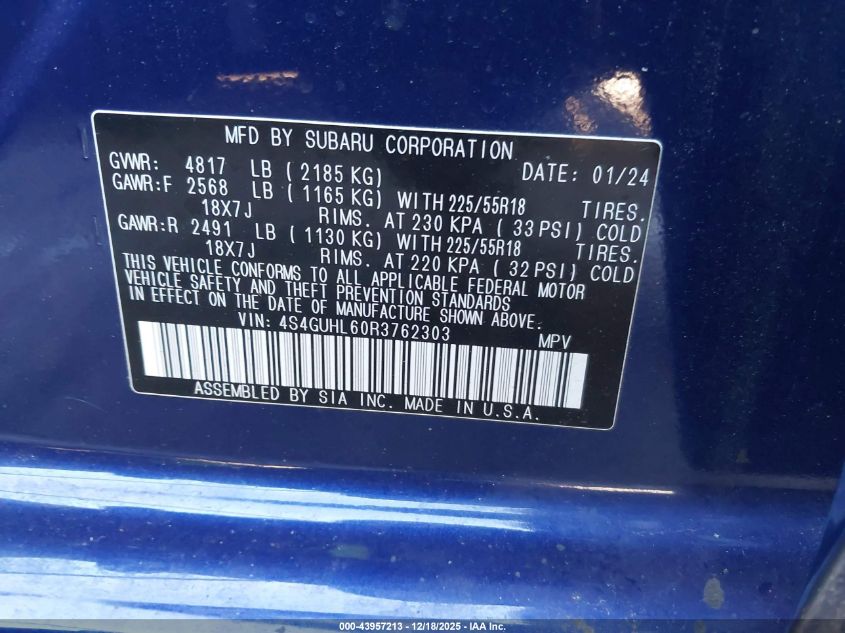 MFD BY SUBARU CORPORATION
GVWR: 4817 LB ( 2185 KG) DATE: 01/24
GAWR:F 2568 LB ( 1165 KG) WITH 225/55R18 TIRES.
18X7J RIMS. AT 230 KPA ( 33 PSI) COLD
GAWR:R 2491 LB ( 1130 KG) WITH 225/55R18 TIRES.
18X7J RIMS. AT 220 KPA ( 32 PSI) COLD
THIS VEHICLE CONFORMS TO ALL APPLICABLE FEDERAL MOTOR
VEHICLE SAFETY AND THEFT PREVENTION STANDARDS
IN EFFECT ON THE DATE OF MANUFACTURE SHOWN ABOVE.
VIN: 4S4GUHL60R3762303 MPV
ASSEMBLED BY SIA INC. MADE IN U.S.A.
000-43957213 - 12/18/2025 - IAA Inc.